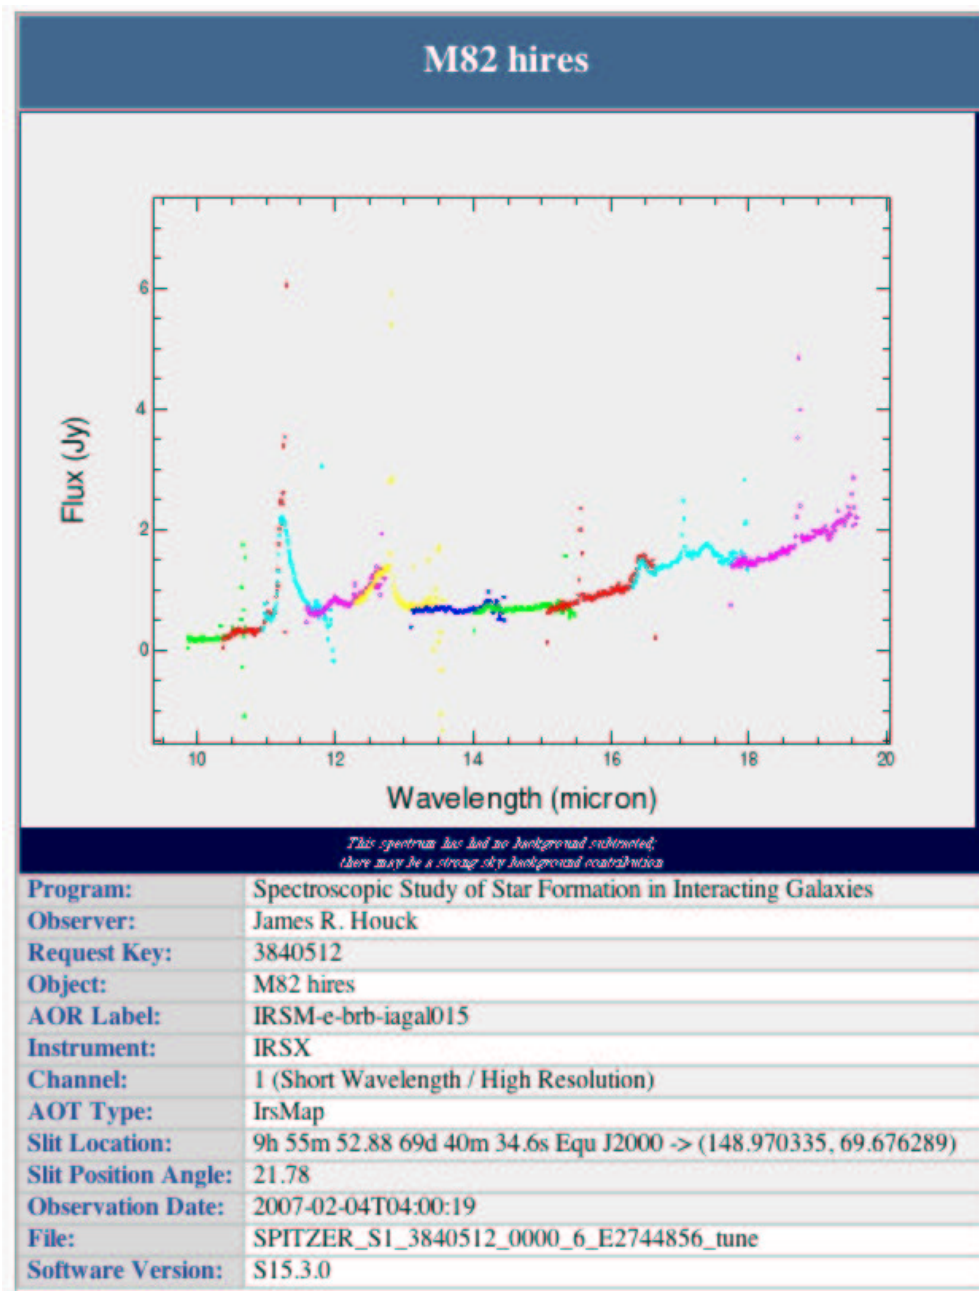 M82 hires
6
4
2
0
Flux (Jy)
10 12 14 16 18 20
Wavelength (micron)
This spectrum has had no background subtracted;
there may be a strong sky background contribution
Program: Spectroscopic Study of Star Formation in Interacting Galaxies
Observer: James R. Houck
Request Key: 3840512
Object: M82 hires
AOR Label: IRSM-e-brb-iagal015
Instrument: IRSX
Channel: 1 (Short Wavelength / High Resolution)
AOT Type: IrsMap
Slit Location: 9h 55m 52.88 69d 40m 34.6s Equ J2000 -> (148.970335, 69.676289)
Slit Position Angle: 21.78
Observation Date: 2007-02-04T04:00:19
File: SPITZER_S1_3840512_0000_6_E2744856_tune
Software Version: S15.3.0